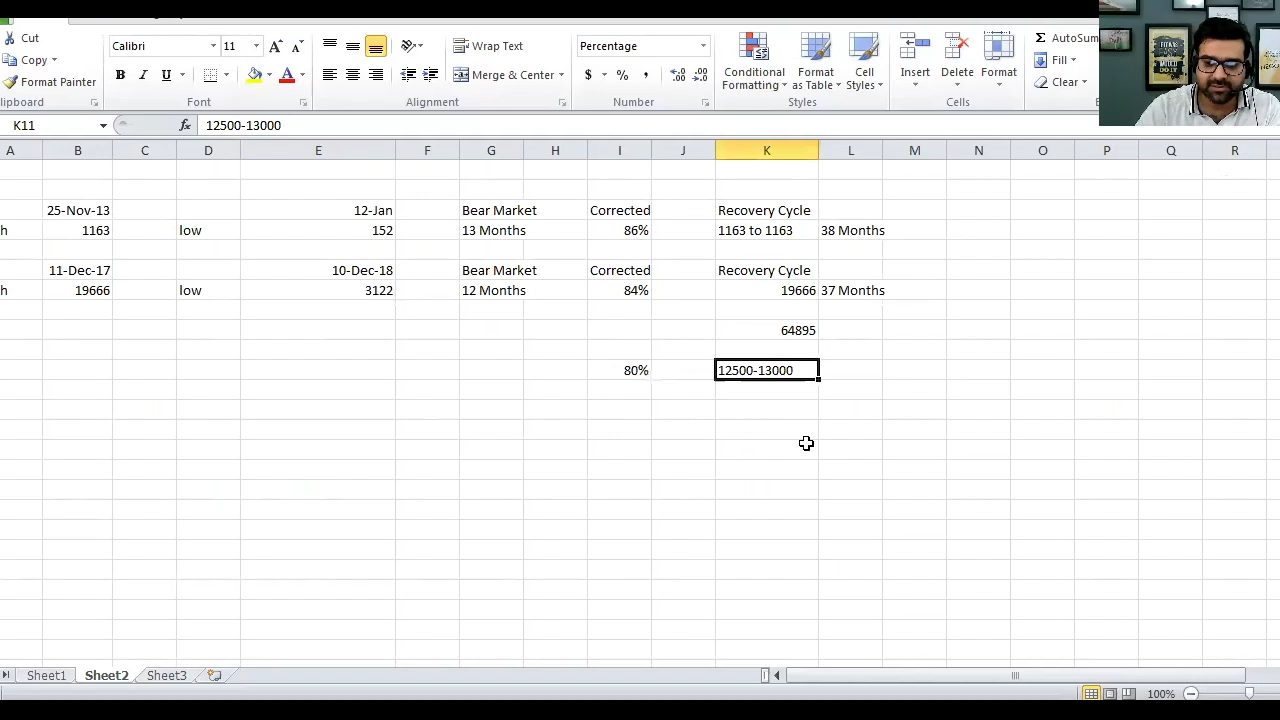 Cut
Calibri 11 Wrap Text Percentage AutoSum
Copy Fill
Format Painter B I U Merge & Center $ % , Conditional Formatting Format as Table Cell Styles Insert Delete Format Clear
lipboard Font Alignment Number Styles Cells
K11 fx 12500-13000
A B C D E F G H I J K L M N O P Q R
25-Nov-13 12-Jan Bear Market Corrected Recovery Cycle
h 1163 low 152 13 Months 86% 1163 to 1163 38 Months
11-Dec-17 10-Dec-18 Bear Market Corrected Recovery Cycle
h 19666 low 3122 12 Months 84% 19666 37 Months
64895
80% 12500-13000
Sheet1 Sheet2 Sheet3
100%